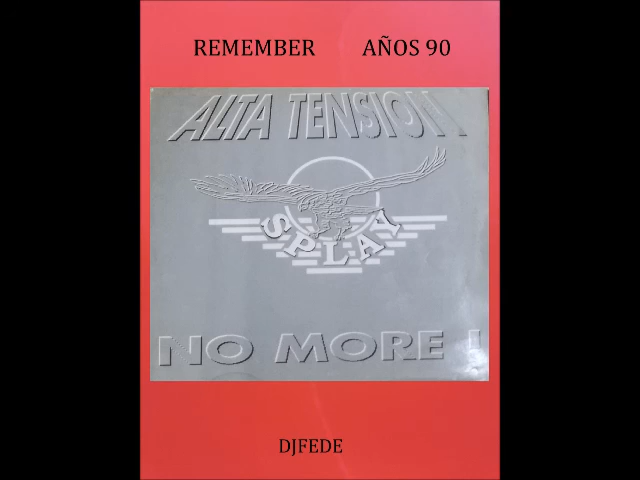 REMEMBER AÑOS 90
ALTA TENSION
SPLAY
NO MORE !
DJFEDE